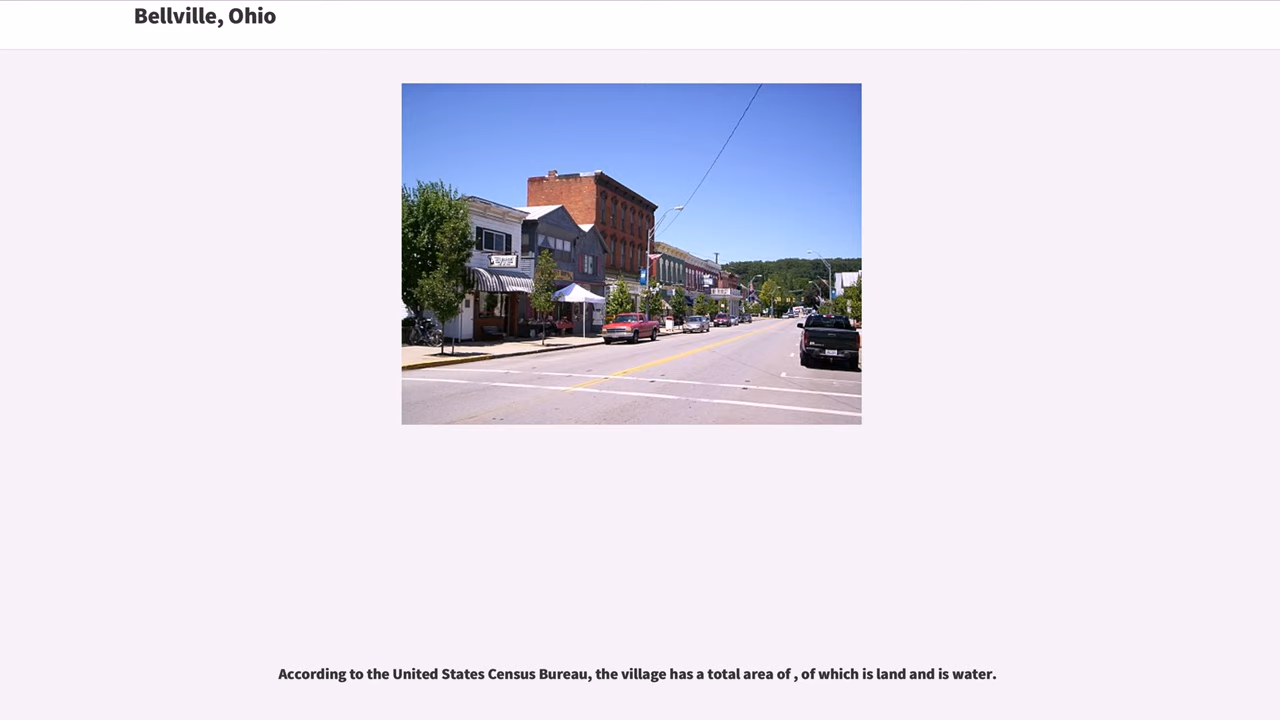 Bellville, Ohio
According to the United States Census Bureau, the village has a total area of , of which is land and is water.